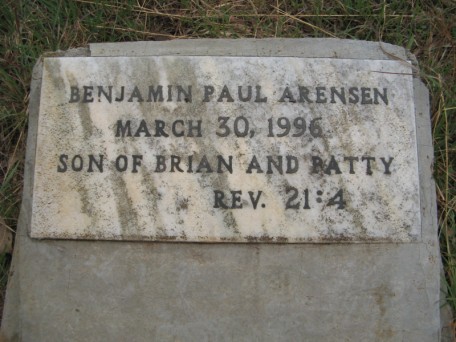 BENJAMIN PAUL ARENSEN
MARCH 30, 1996
SON OF BRIAN AND PATTY
REV. 21:4